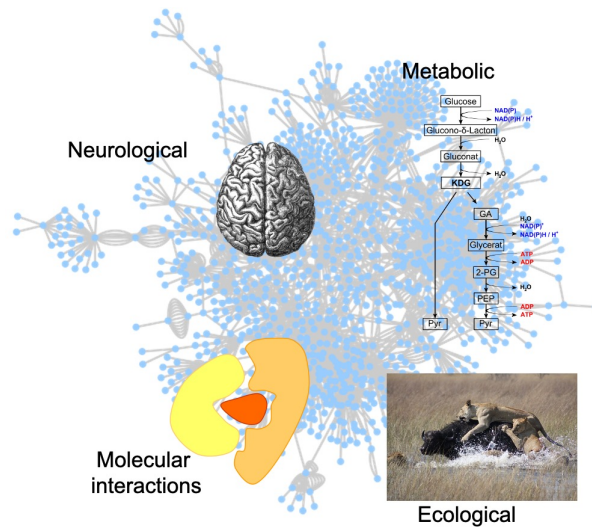 Metabolic
Neurological
Glucose
NAD(P)
NAD(P)H / H⁺
Glucono-δ-Lacton
H₂O
Gluconat
H₂O
KDG
GA
H₂O
NAD(P)⁺
NAD(P)H / H⁺
Glycerat
ATP
ADP
2-PG
H₂O
PEP
ADP
ATP
Pyr
Pyr
Molecular
interactions
Ecological